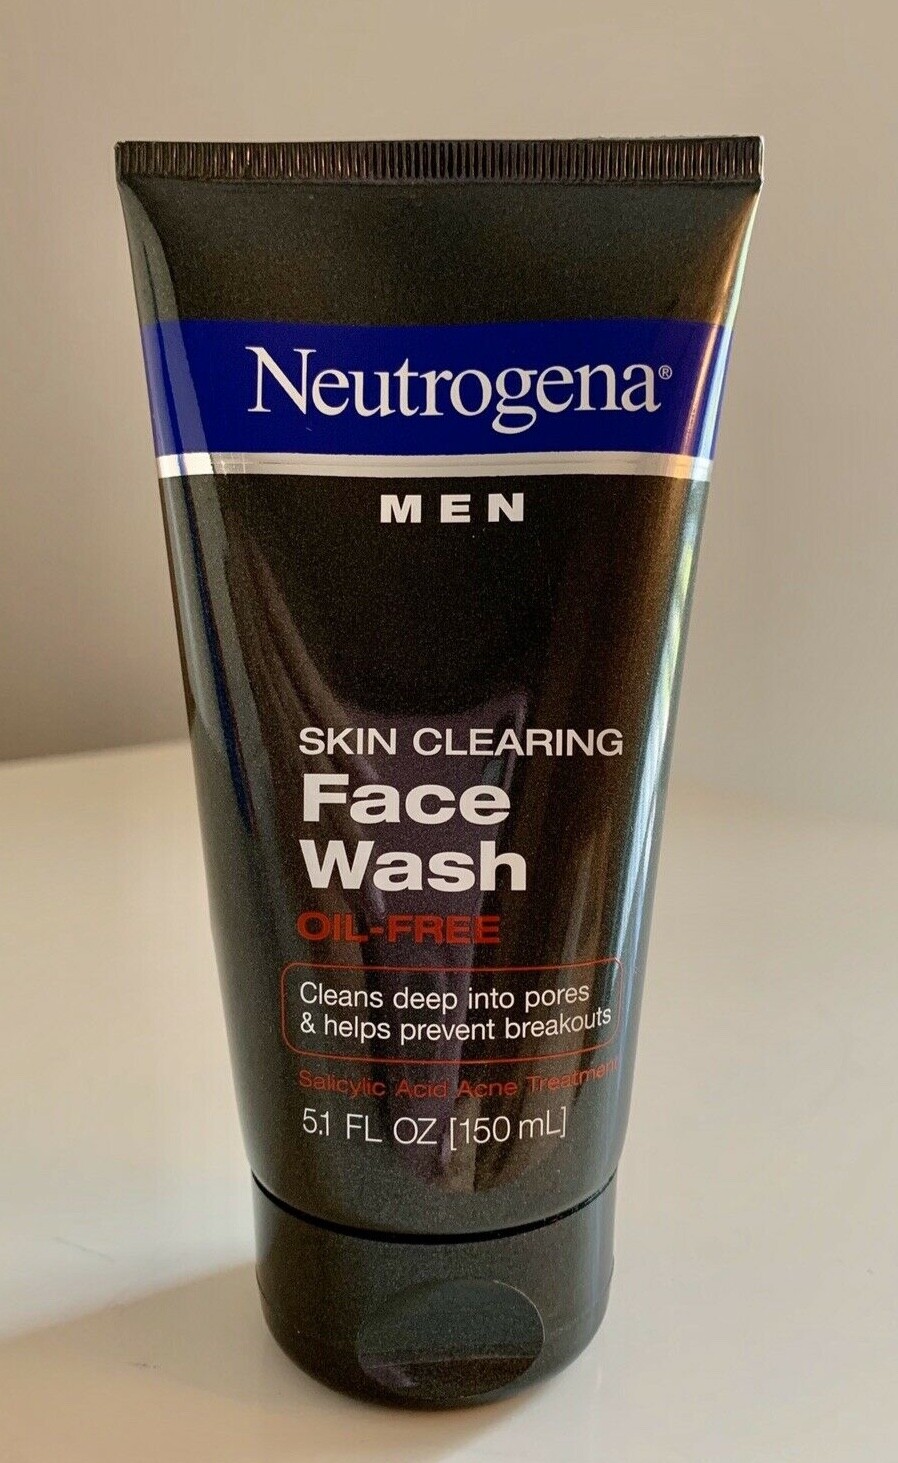 Neutrogena®
MEN
SKIN CLEARING
Face
Wash
OIL-FREE
Cleans deep into pores
& helps prevent breakouts
Salicylic Acid Acne Treatment
5.1 FL OZ [150 mL]